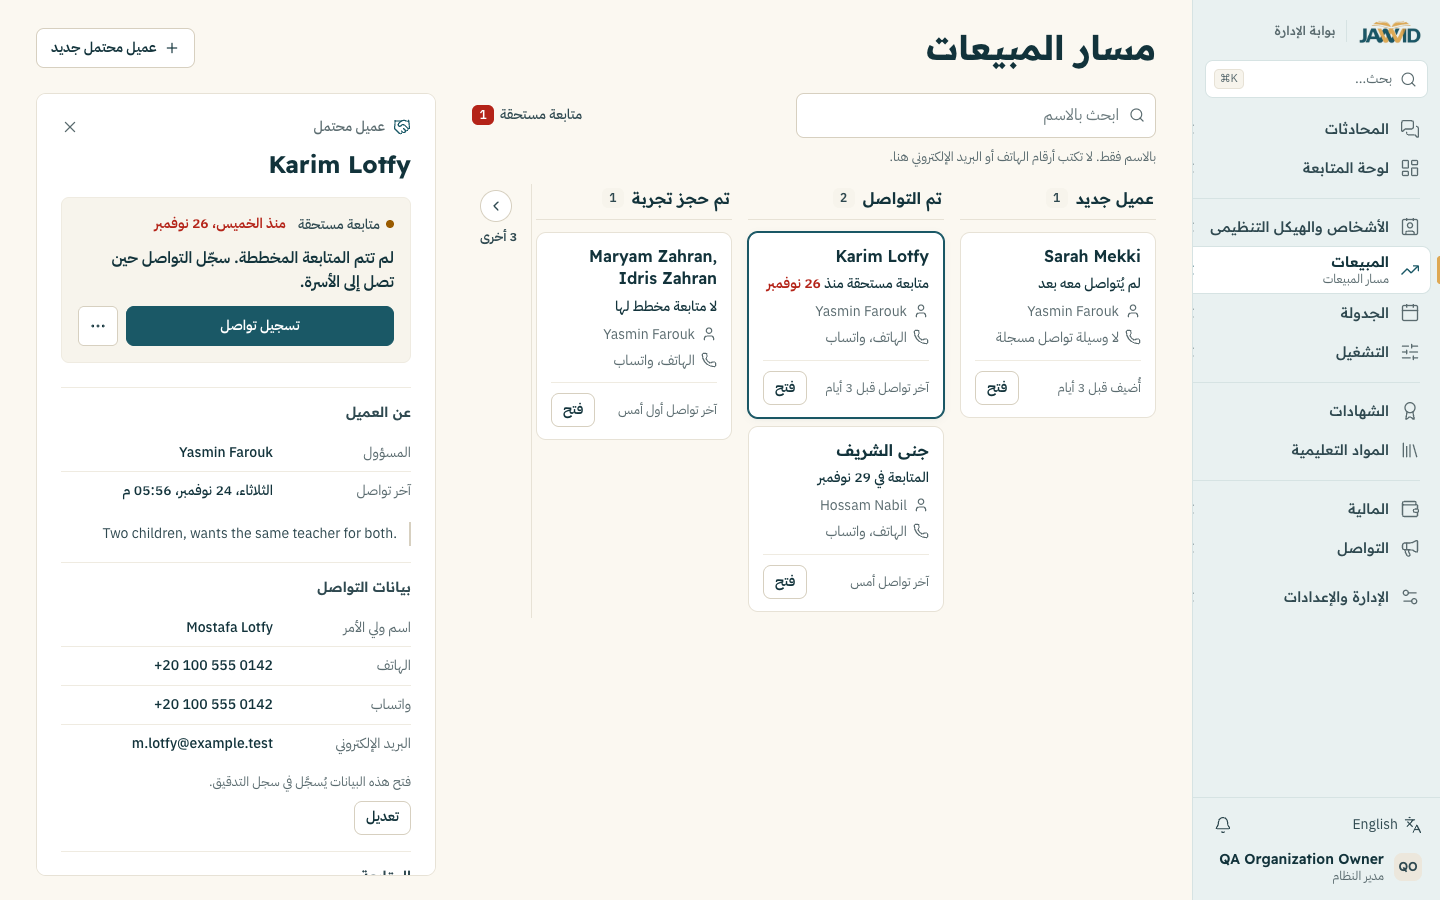 JAWWID
بوابة الإدارة
بحث...
⌘K
المحادثات
لوحة المتابعة
الأشخاص والهيكل التنظيمي
المبيعات
مسار المبيعات
الجدولة
التشغيل
الشهادات
المواد التعليمية
المالية
التواصل
الإدارة والإعدادات
English
QO
QA Organization Owner
مدير النظام
مسار المبيعات
عميل محتمل جديد
ابحث بالاسم
متابعة مستحقة 1
بالاسم فقط. لا تكتب أرقام الهاتف أو البريد الإلكتروني هنا.
عميل جديد 1
Sarah Mekki
لم يُتواصل معه بعد
Yasmin Farouk
لا وسيلة تواصل مسجلة
أُضيف قبل 3 أيام
فتح
تم التواصل 2
Karim Lotfy
متابعة مستحقة منذ 26 نوفمبر
Yasmin Farouk
الهاتف، واتساب
آخر تواصل قبل 3 أيام
فتح
جنى الشريف
المتابعة في 29 نوفمبر
Hossam Nabil
الهاتف، واتساب
آخر تواصل أمس
فتح
تم حجز تجربة 1
Maryam Zahran,
Idris Zahran
لا متابعة مخطط لها
Yasmin Farouk
الهاتف، واتساب
آخر تواصل أول أمس
فتح
3 أخرى
عميل محتمل
Karim Lotfy
متابعة مستحقة منذ الخميس، 26 نوفمبر
لم تتم المتابعة المخططة. سجّل التواصل حين
تصل إلى الأسرة.
تسجيل تواصل
عن العميل
المسؤول Yasmin Farouk
آخر تواصل الثلاثاء، 24 نوفمبر، 05:56 م
Two children, wants the same teacher for both.
بيانات التواصل
اسم ولي الأمر Mostafa Lotfy
الهاتف +20 100 555 0142
واتساب +20 100 555 0142
البريد الإلكتروني m.lotfy@example.test
فتح هذه البيانات يُسجَّل في سجل التدقيق.
تعديل